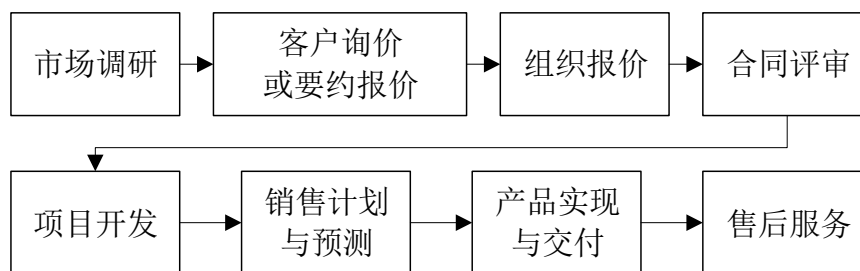 市场调研
客户询价
或要约报价
组织报价
合同评审
项目开发
销售计划
与预测
产品实现
与交付
售后服务